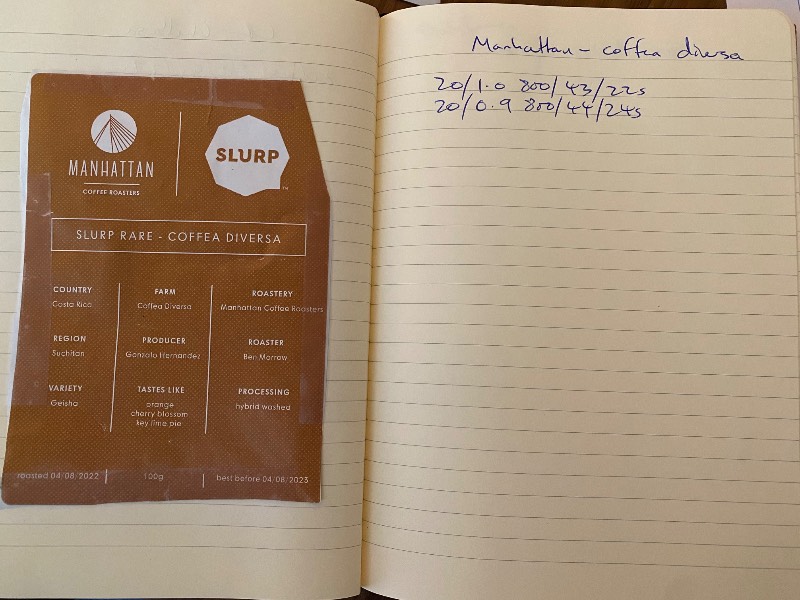 MANHATTAN
COFFEE ROASTERS
SLURP
™
SLURP RARE - COFFEA DIVERSA
COUNTRY
Costa Rica
FARM
Coffea Diversa
ROASTERY
Manhattan Coffee Roasters
REGION
Suchitan
PRODUCER
Gonzalo Hernandez
ROASTER
Ben Morrow
VARIETY
Geisha
TASTES LIKE
orange
cherry blossom
key lime pie
PROCESSING
hybrid washed
roasted 04/08/2022
100g
best before 04/08/2023
Manhattan - coffea diversa
20/1.0 800/43/22s
20/0.9 800/44/24s